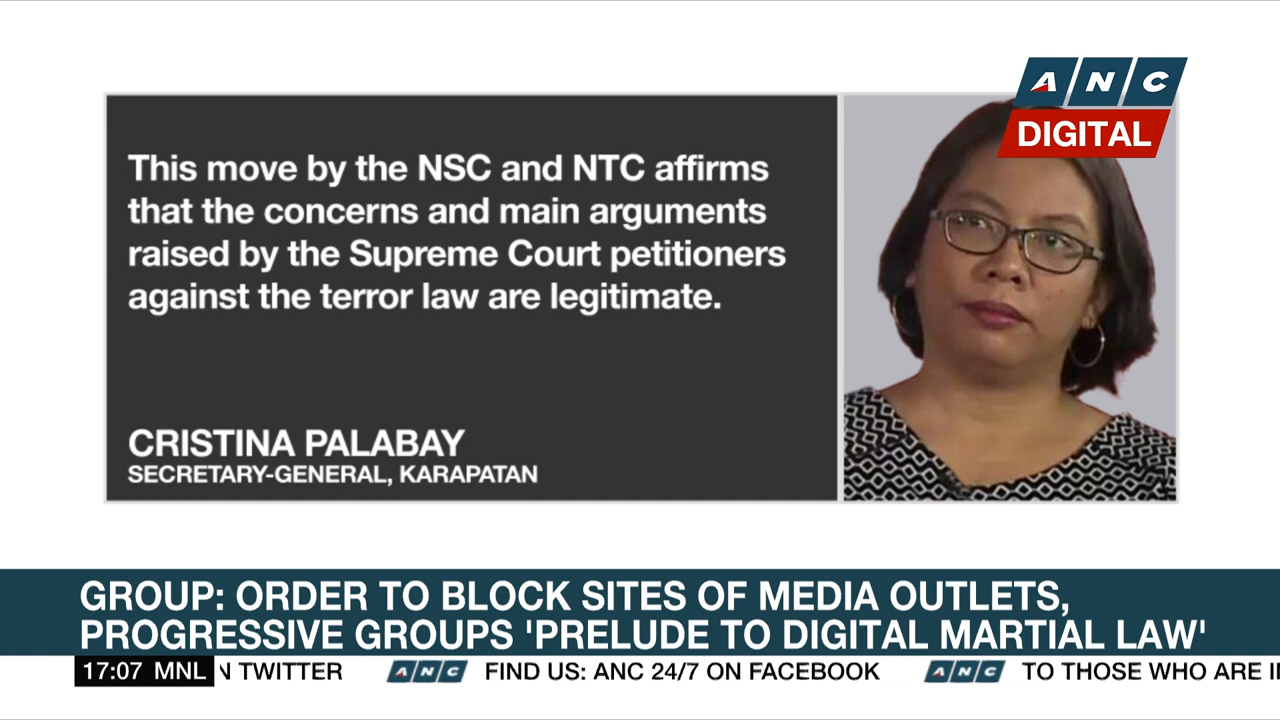 ANC
DIGITAL
This move by the NSC and NTC affirms
that the concerns and main arguments
raised by the Supreme Court petitioners
against the terror law are legitimate.
CRISTINA PALABAY
SECRETARY-GENERAL, KARAPATAN
GROUP: ORDER TO BLOCK SITES OF MEDIA OUTLETS,
PROGRESSIVE GROUPS 'PRELUDE TO DIGITAL MARTIAL LAW'
17:07 MNL N TWITTER ANC FIND US: ANC 24/7 ON FACEBOOK ANC TO THOSE WHO ARE